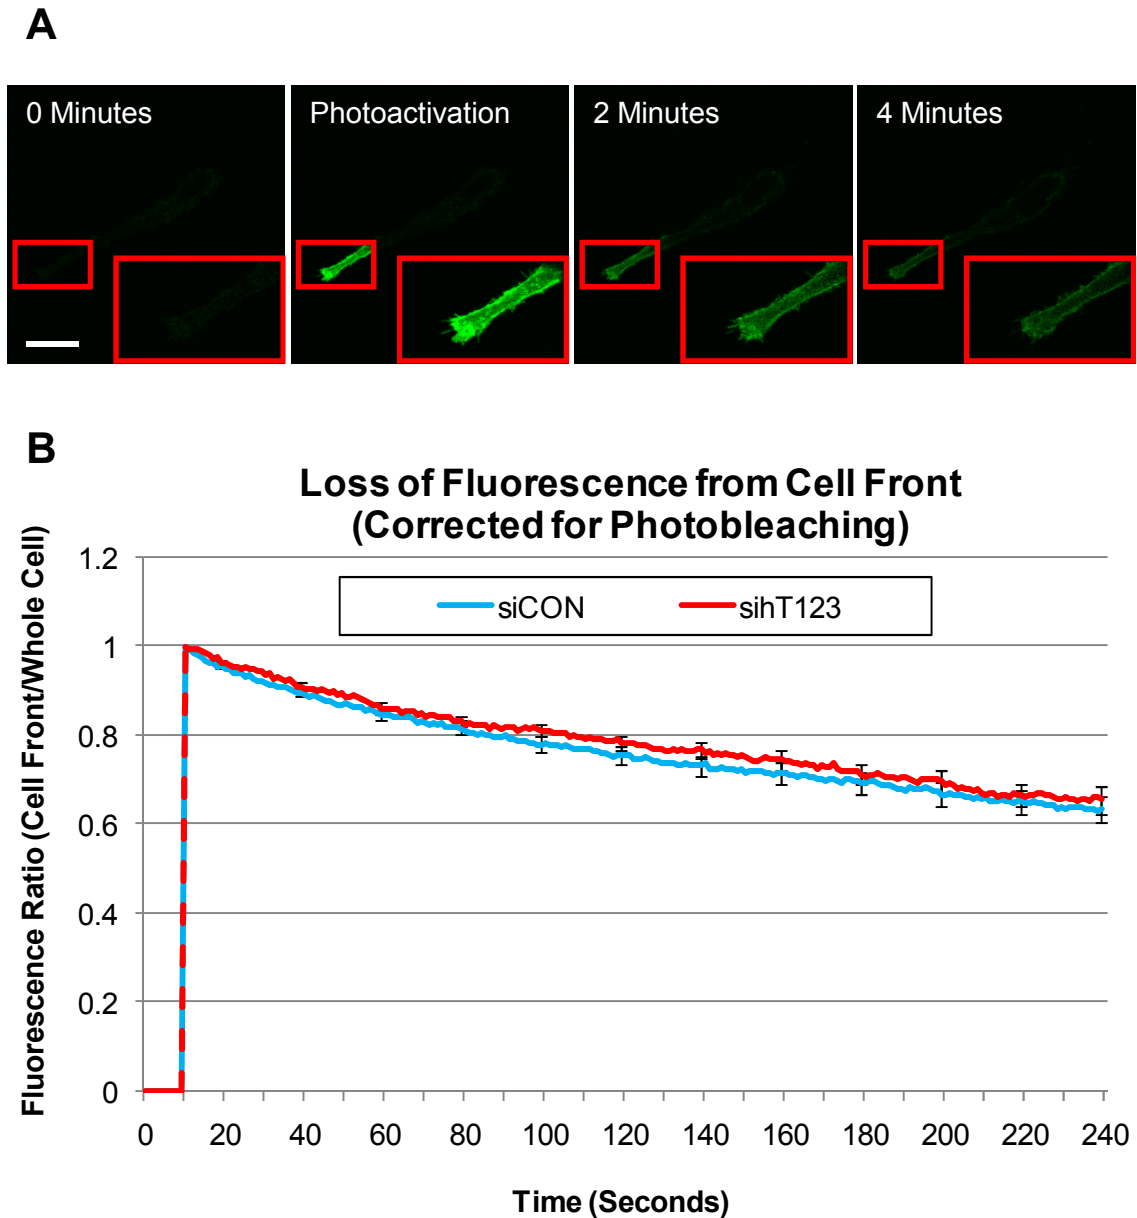 A
0 Minutes
Photoactivation
2 Minutes
4 Minutes
B
Loss of Fluorescence from Cell Front
(Corrected for Photobleaching)
Fluorescence Ratio (Cell Front/Whole Cell)
1.2
siCON
sihT123
1
0.8
0.6
0.4
0.2
0
0 20 40 60 80 100 120 140 160 180 200 220 240
Time (Seconds)